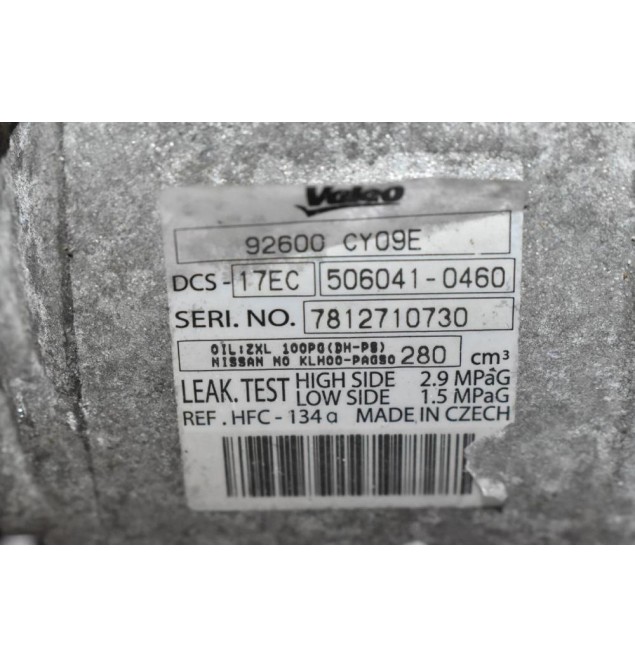 Valeo
92600 CY09E
DCS - 17EC 506041-0460
SERI. NO. 7812710730
OIL:ZXL 100PG(DH-PS)
NISSAN NO KLH00-PAGS0 280 cm³
LEAK. TEST HIGH SIDE 2.9 MPaG
LOW SIDE 1.5 MPaG
REF . HFC - 134a MADE IN CZECH